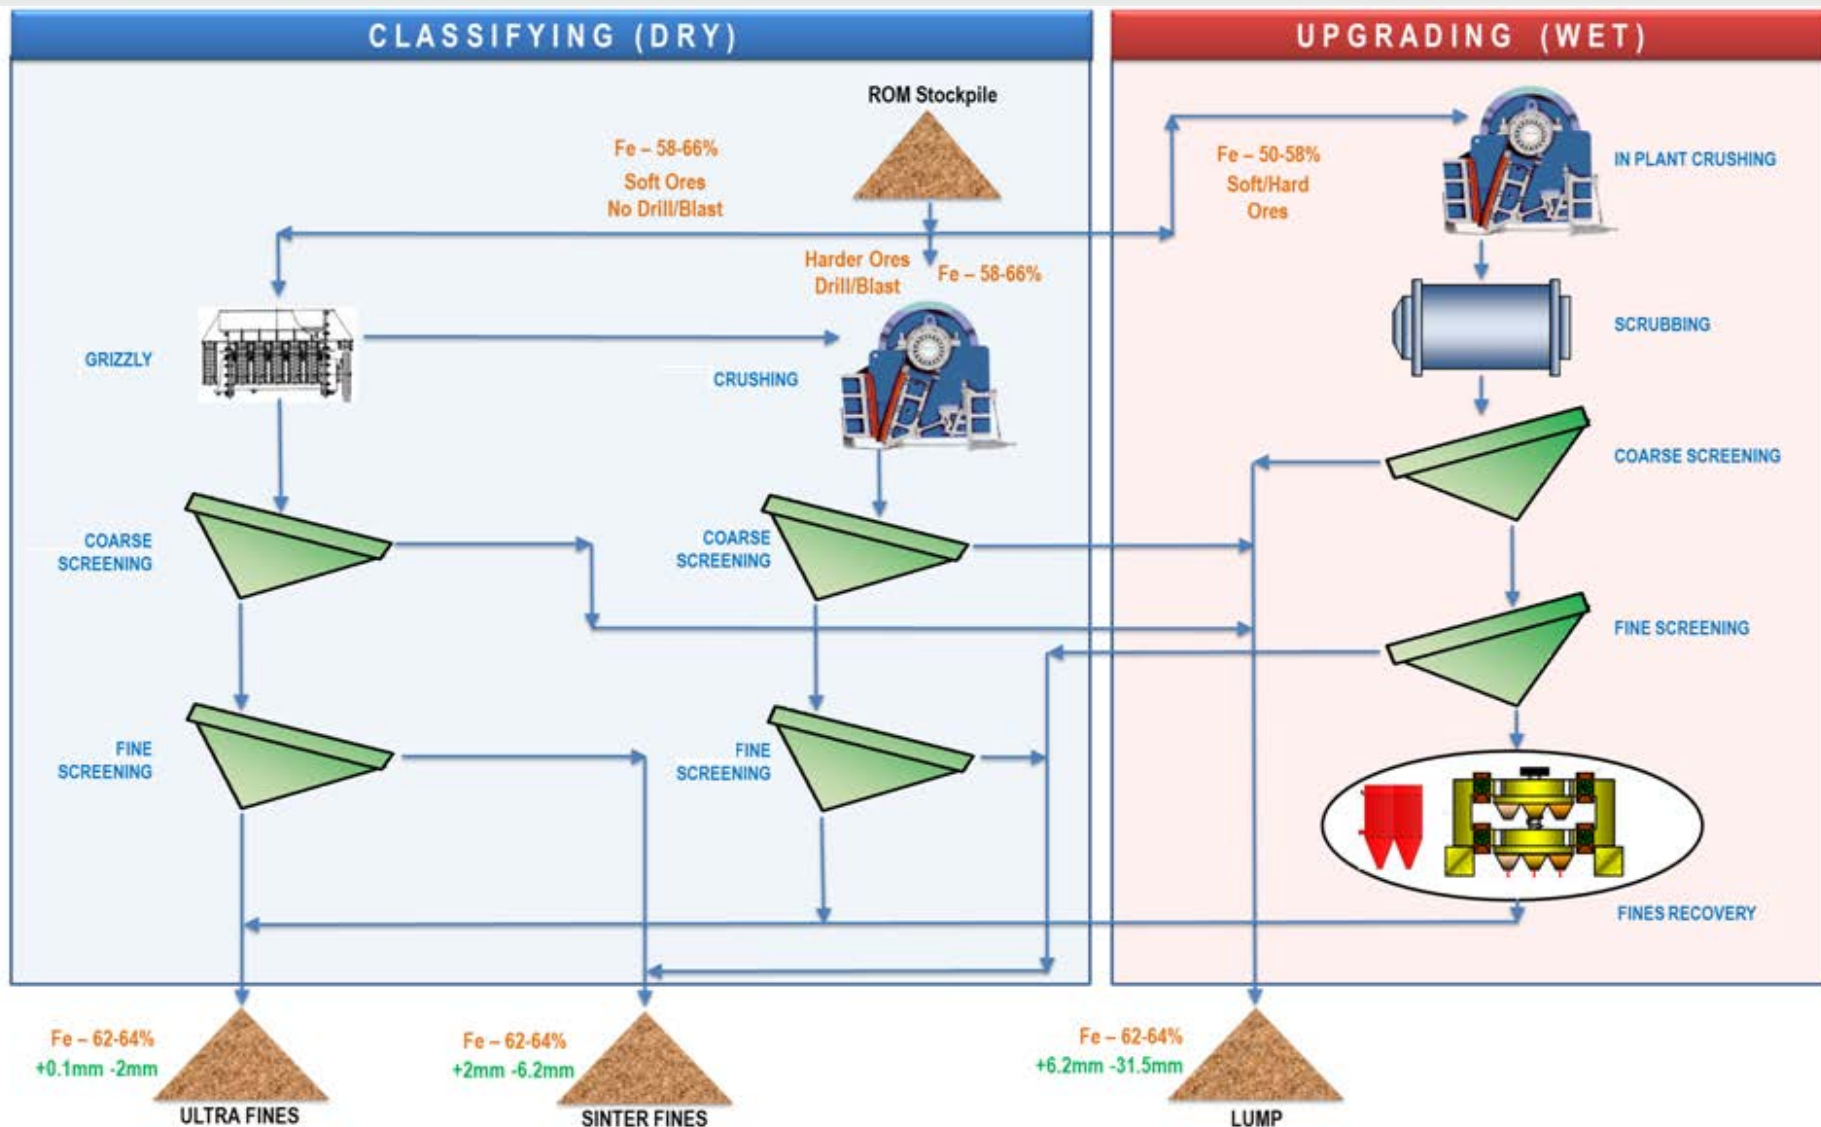 CLASSIFYING (DRY)
UPGRADING (WET)
ROM Stockpile
Fe – 58-66%
Soft Ores
No Drill/Blast
Fe – 50-58%
Soft/Hard
Ores
IN PLANT CRUSHING
Harder Ores
Drill/Blast
Fe – 58-66%
SCRUBBING
GRIZZLY
CRUSHING
COARSE SCREENING
COARSE
SCREENING
COARSE
SCREENING
FINE SCREENING
FINE
SCREENING
FINE
SCREENING
FINES RECOVERY
Fe – 62-64%
+0.1mm -2mm
ULTRA FINES
Fe – 62-64%
+2mm -6.2mm
SINTER FINES
Fe – 62-64%
+6.2mm -31.5mm
LUMP